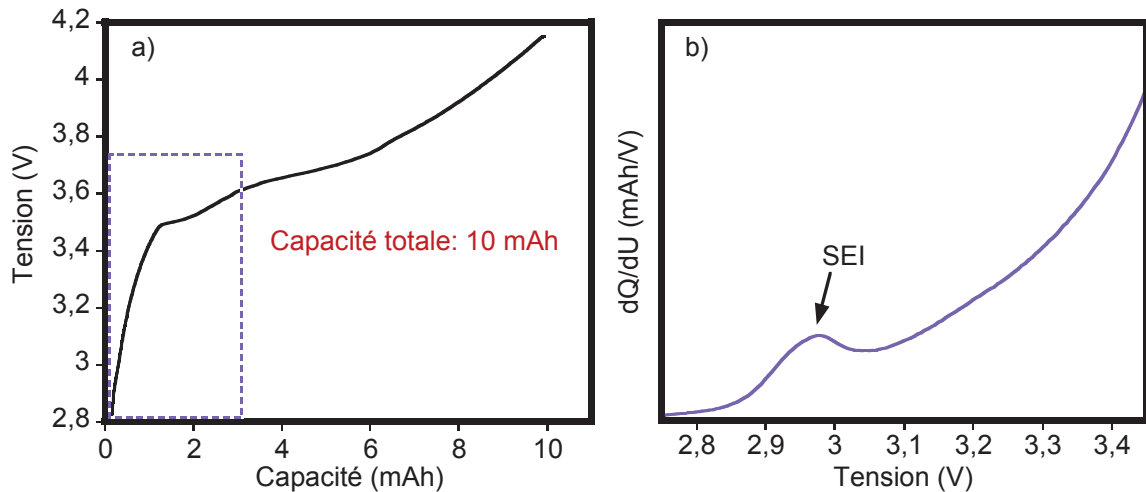 a)
Tension (V)
4,2
4
3,8
3,6
3,4
3,2
3
2,8
Capacité totale: 10 mAh
0 2 4 6 8 10
Capacité (mAh)
b)
dQ/dU (mAh/V)
SEI
2,8 2,9 3 3,1 3,2 3,3 3,4
Tension (V)